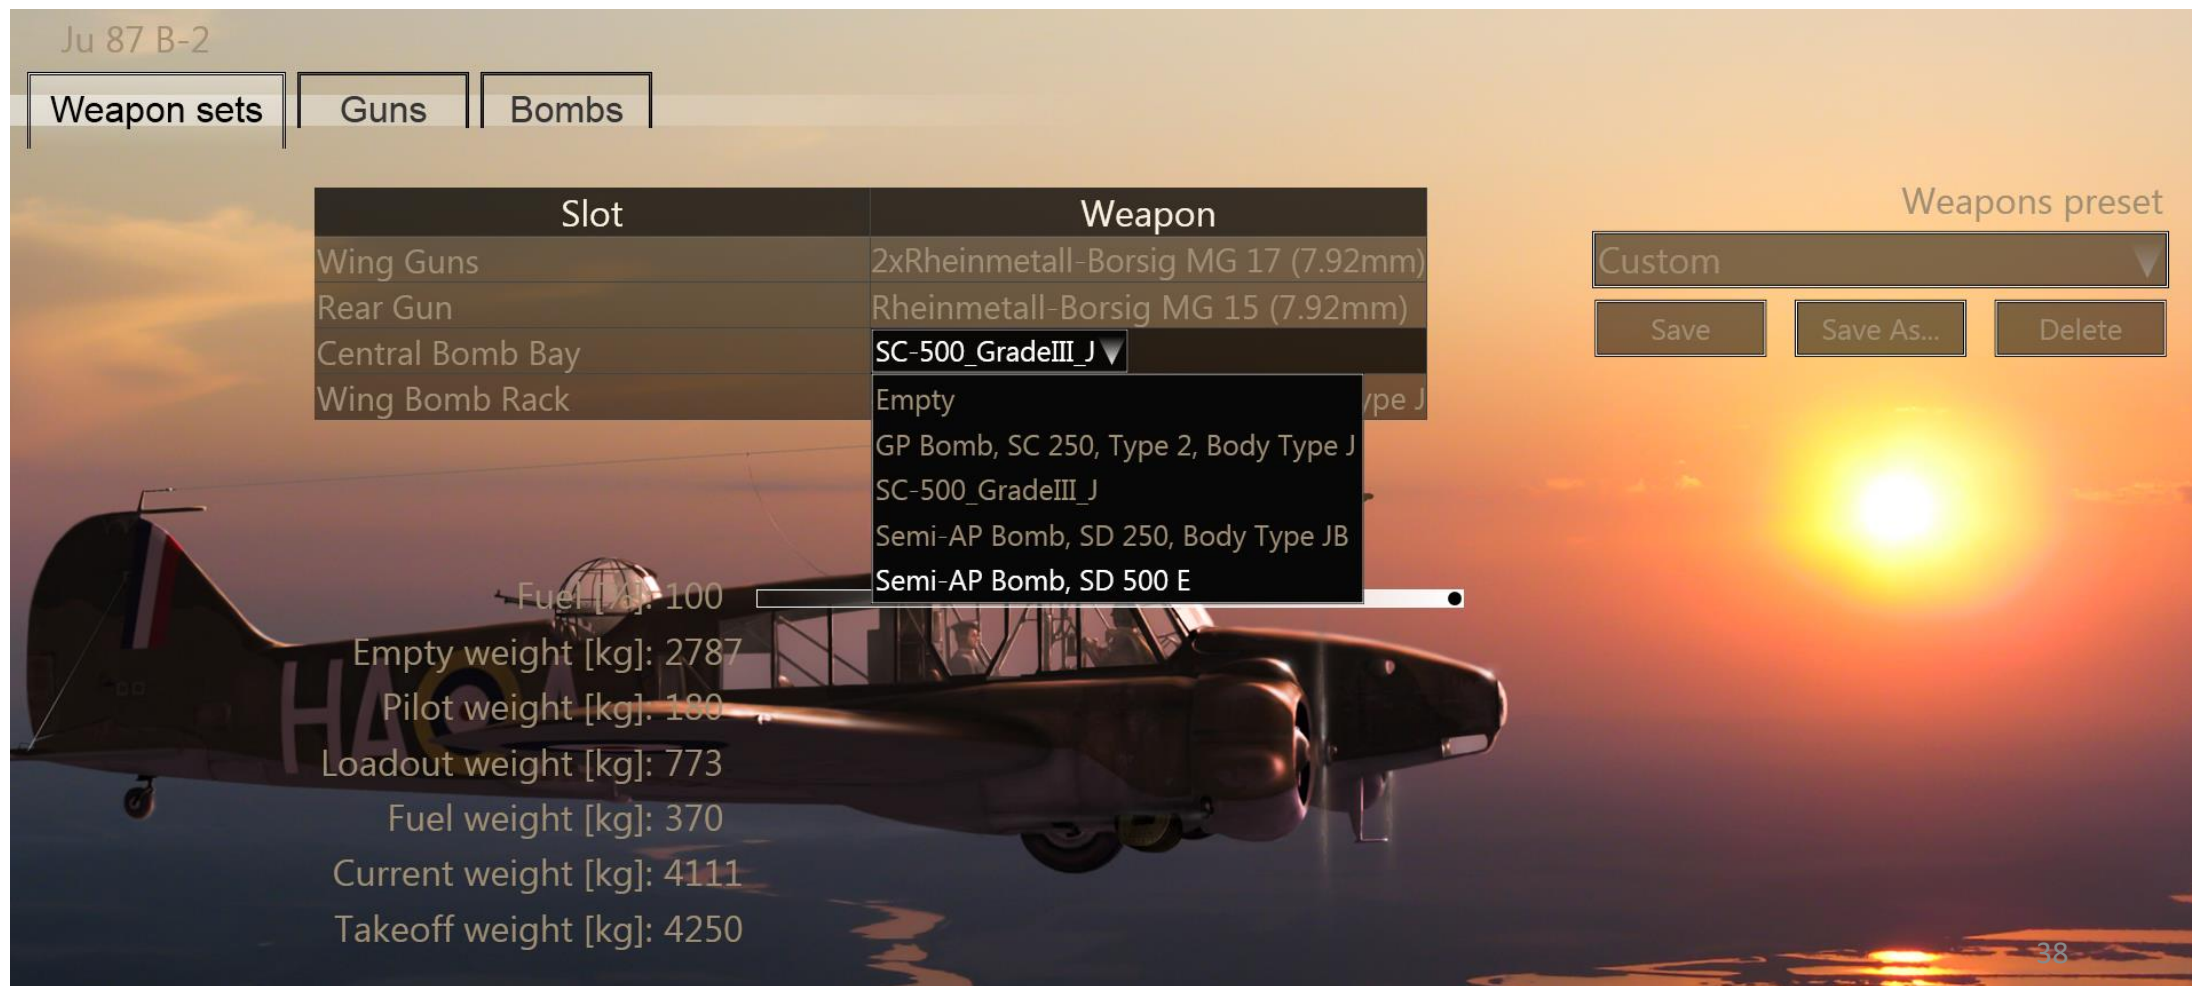 Ju 87 B-2
Weapon sets
Guns
Bombs
Slot
Weapon
Wing Guns
2xRheinmetall-Borsig MG 17 (7.92mm)
Rear Gun
Rheinmetall-Borsig MG 15 (7.92mm)
Central Bomb Bay
SC-500_GradeIII_J
Wing Bomb Rack
ype J
Empty
GP Bomb, SC 250, Type 2, Body Type J
SC-500_GradeIII_J
Semi-AP Bomb, SD 250, Body Type JB
Semi-AP Bomb, SD 500 E
Weapons preset
Custom
Save
Save As...
Delete
Fuel [%]: 100
Empty weight [kg]: 2787
Pilot weight [kg]: 180
Loadout weight [kg]: 773
Fuel weight [kg]: 370
Current weight [kg]: 4111
Takeoff weight [kg]: 4250
HA A
38